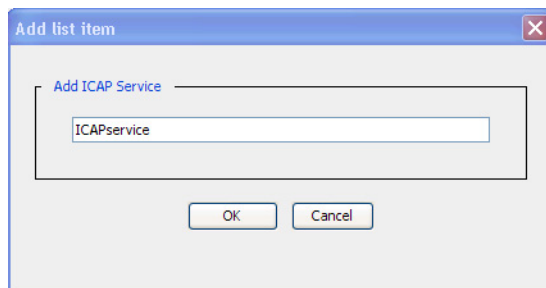 Add list item
Add ICAP Service
ICAPservice
OK
Cancel